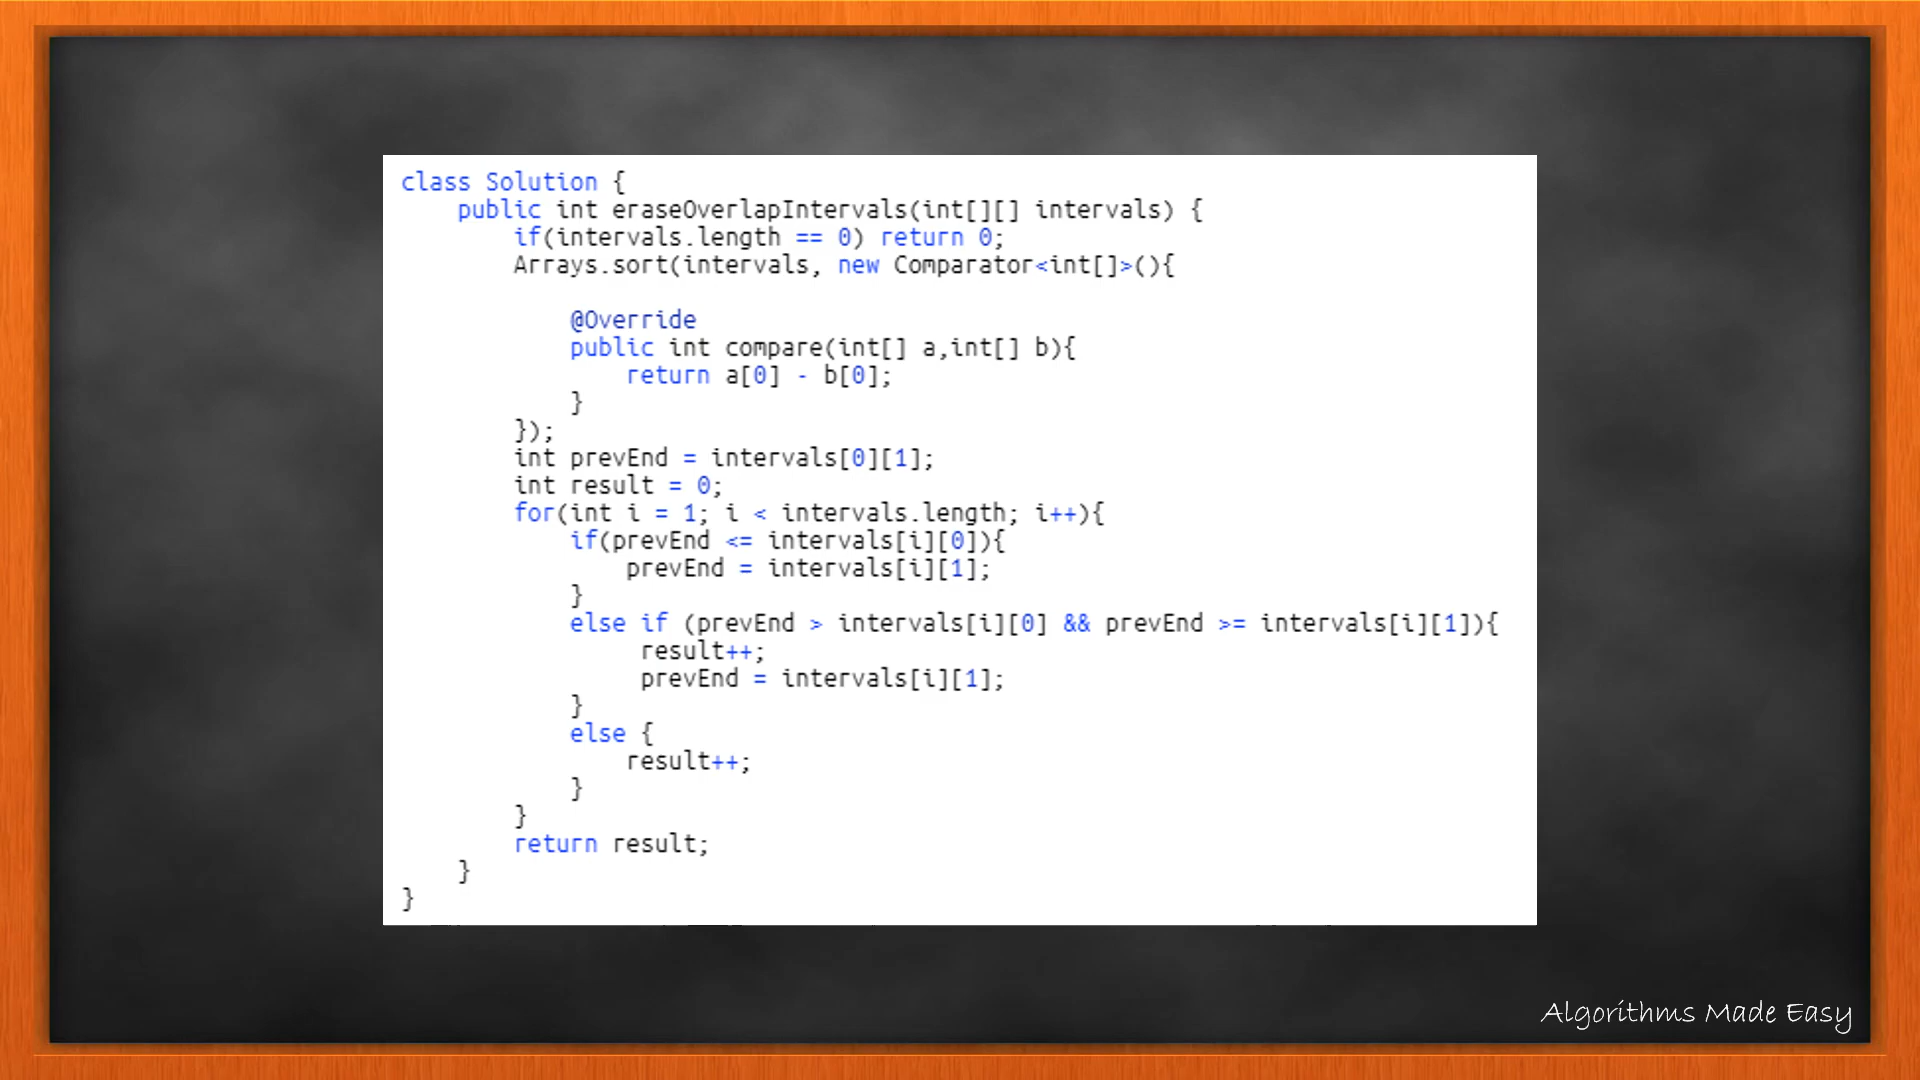 class Solution {
    public int eraseOverlapIntervals(int[][] intervals) {
        if(intervals.length == 0) return 0;
        Arrays.sort(intervals, new Comparator<int[]>(){
            @Override
            public int compare(int[] a,int[] b){
                return a[0] - b[0];
            }
        });
        int prevEnd = intervals[0][1];
        int result = 0;
        for(int i = 1; i < intervals.length; i++){
            if(prevEnd <= intervals[i][0]){
                prevEnd = intervals[i][1];
            }
            else if (prevEnd > intervals[i][0] && prevEnd >= intervals[i][1]){
                 result++;
                 prevEnd = intervals[i][1];
            }
            else {
                result++;
            }
        }
        return result;
    }
}
Algorithms Made Easy